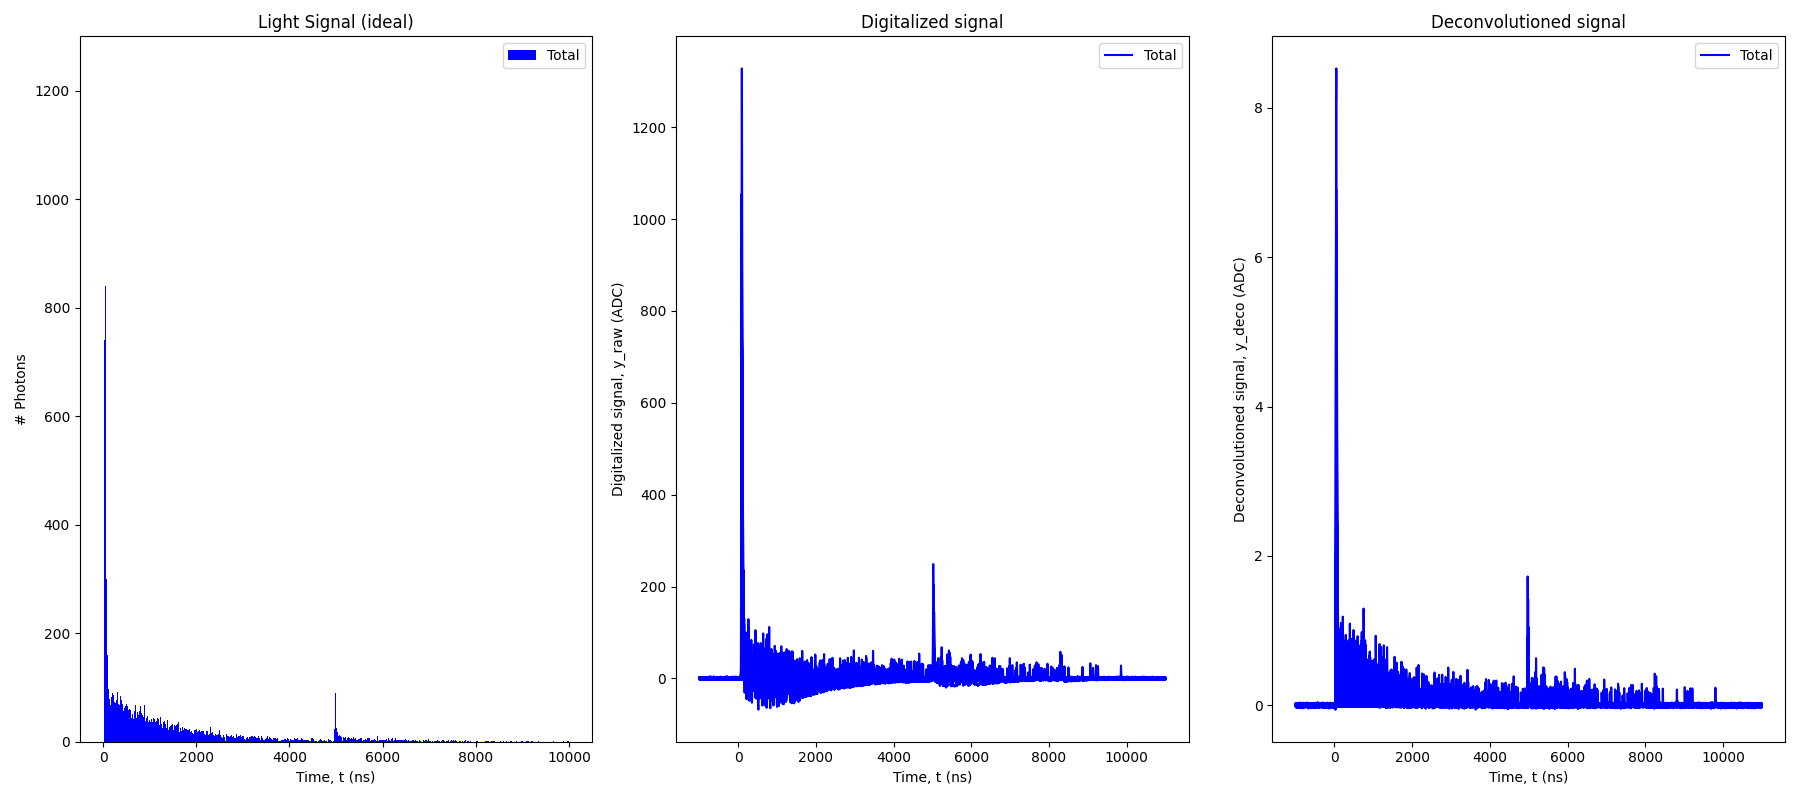 Light Signal (ideal)
Total
1200
1000
800
600
400
200
0
# Photons
0 2000 4000 6000 8000 10000
Time, t (ns)
Digitalized signal
Total
1200
1000
800
600
400
200
0
Digitalized signal, y_raw (ADC)
0 2000 4000 6000 8000 10000
Time, t (ns)
Deconvolutioned signal
Total
8
6
4
2
0
Deconvolutioned signal, y_deco (ADC)
0 2000 4000 6000 8000 10000
Time, t (ns)